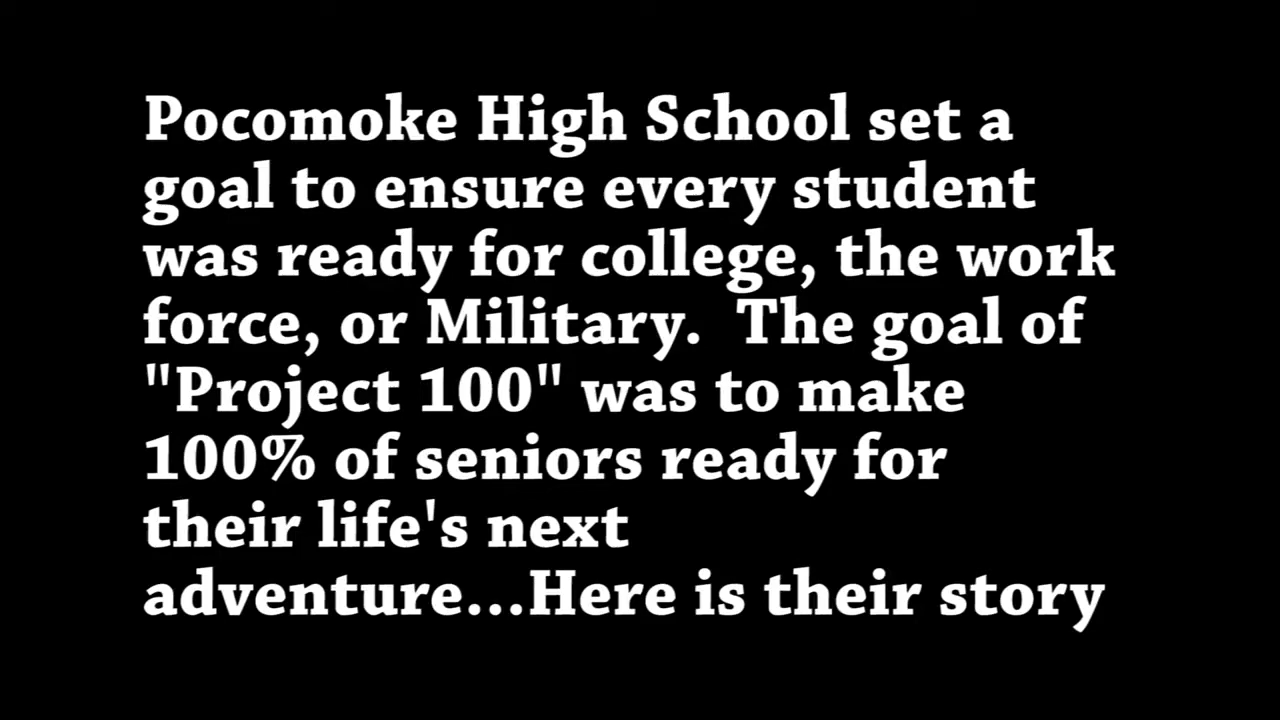 Pocomoke High School set a
goal to ensure every student
was ready for college, the work
force, or Military.  The goal of
"Project 100" was to make
100% of seniors ready for
their life's next
adventure...Here is their story